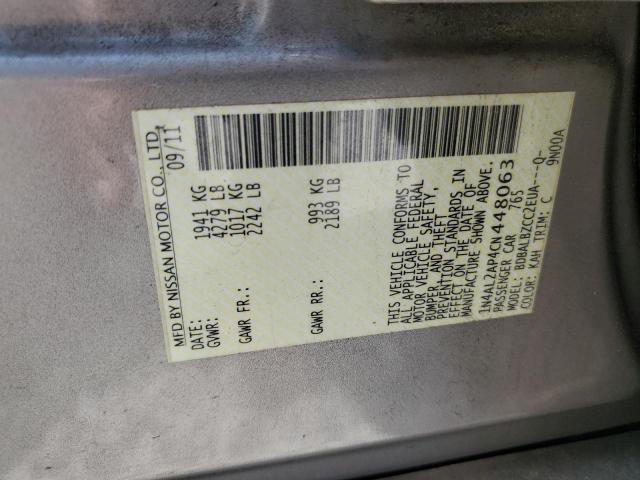 MFD BY NISSAN MOTOR CO., LTD.
DATE: 09/11
GVWR: 1941 KG
4279 LB
GAWR FR.: 1017 KG
2242 LB
GAWR RR.: 993 KG
2189 LB
THIS VEHICLE CONFORMS TO
ALL APPLICABLE FEDERAL
MOTOR VEHICLE SAFETY,
BUMPER, AND THEFT
PREVENTION STANDARDS IN
EFFECT ON THE DATE OF
MANUFACTURE SHOWN ABOVE.
1N4AL2AP4CN448063
PASSENGER CAR 765
MODEL: BDBALBZCC2EUA---Q-
COLOR: KAH TRIM: C 9N00A